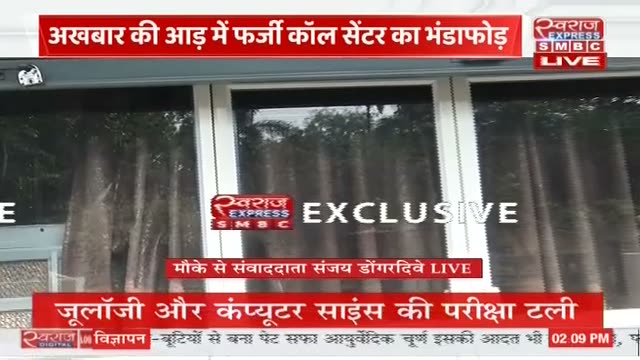 अखबार की आड़ में फर्जी कॉल सेंटर का भंडाफोड़
स्वराज
EXPRESS
SMBC
LIVE
E
स्वराज
EXPRESS
SMBC
EXCLUSIVE
मौके से संवाददाता संजय डोंगरदिवे LIVE
जूलॉजी और कंप्यूटर साइंस की परीक्षा टली
स्वराज
DIGITAL
विज्ञापन
-बूटियों से बना पेट सफा आयुर्वेदिक चूर्ण इसकी आदत भी
02:09 PM